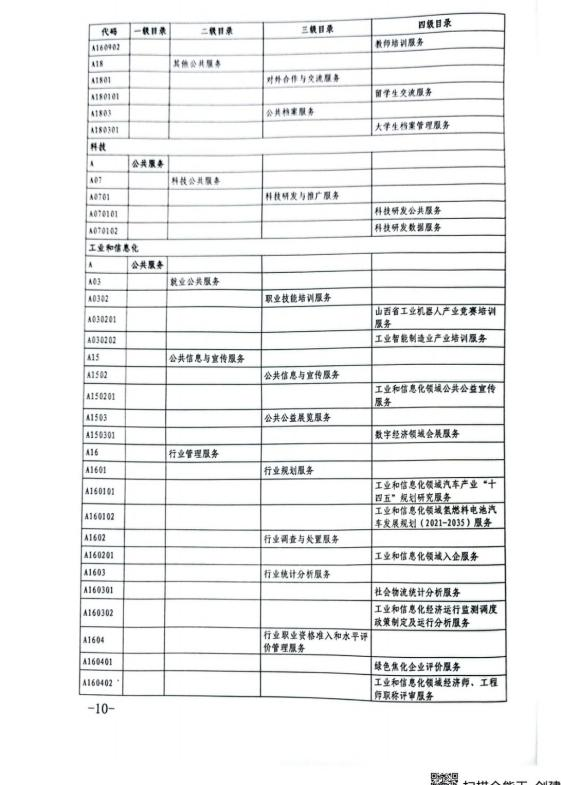 代码 一级目录 二级目录 三级目录 四级目录
A160902 教师培训服务
A18 其他公共服务
A1801 对外合作与交流服务
A180101 留学生交流服务
A1803 公共档案服务
A180301 大学生档案管理服务
科技
A 公共服务
A07 科技公共服务
A0701 科技研发与推广服务
A070101 科技研发公共服务
A070102 科技研发数据服务
工业和信息化
A 公共服务
A03 就业公共服务
A0302 职业技能培训服务
A030201 山西省工业机器人产业竞赛培训
服务
A030202 工业智能制造业产业培训服务
A15 公共信息与宣传服务
A1502 公共信息与宣传服务
A150201 工业和信息化领域公共公益宣传
服务
A1503 公共公益展览服务
A150301 数字经济领域会展服务
A16 行业管理服务
A1601 行业规划服务
A160101 工业和信息化领域汽车产业“十
四五”规划研究服务
A160102 工业和信息化领域氢燃料电池汽
车发展规划(2021-2035)服务
A1602 行业调查与处置服务
A160201 工业和信息化领域入企服务
A1603 行业统计分析服务
A160301 社会物流统计分析服务
A160302 工业和信息化经济运行监测调度
政策制定及运行分析服务
A1604 行业职业资格准入和水平评
价管理服务
A160401 绿色焦化企业评价服务
A160402 工业和信息化领域经济师、工程
师职称评审服务
-10-